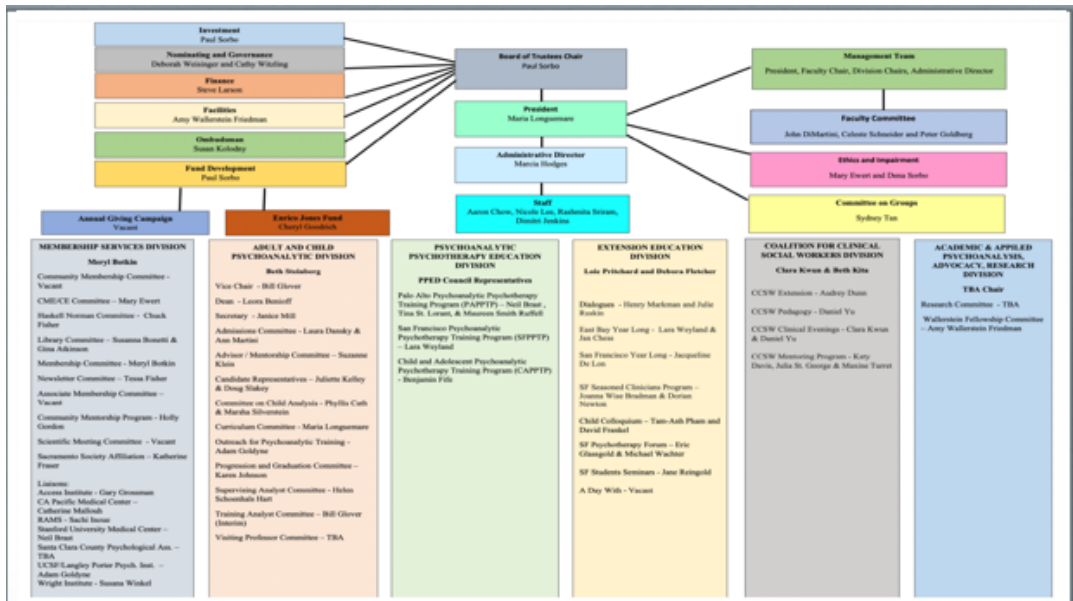 Investment
Paul Sorbo
Nominating and Governance
Deborah Weisinger and Cathy Witzling
Finance
Steve Larson
Facilities
Amy Wallerstein Friedman
Ombudsman
Susan Kolodny
Fund Development
Paul Sorbo
Annual Giving Campaign
Vacant
Enrico Jones Fund
Cheryl Goodrich
Board of Trustees Chair
Paul Sorbo
President
Maria Longuemare
Administrative Director
Marcia Hodges
Staff
Aaron Chow, Nicole Lee, Rashmita Sriram,
Dimitri Jenkins
Management Team
President, Faculty Chair, Division Chairs, Administrative Director
Faculty Committee
John DiMartini, Celeste Schneider and Peter Goldberg
Ethics and Impairment
Mary Ewert and Dena Sorbo
Committee on Groups
Sydney Tan
MEMBERSHIP SERVICES DIVISION
Meryl Botkin
Community Membership Committee -
Vacant
CME/CE Committee – Mary Ewert
Haskell Norman Committee - Chuck
Fisher
Library Committee – Susanna Bonetti &
Gina Atkinson
Membership Committee - Meryl Botkin
Newsletter Committee – Tessa Fisher
Associate Membership Committee –
Vacant
Community Mentorship Program - Holly
Gordon
Scientific Meeting Committee - Vacant
Sacramento Society Affiliation – Katherine
Fraser
Liaisons:
Access Institute - Gary Grossman
CA Pacific Medical Center –
Catherine Mallouh
RAMS - Sachi Inoue
Stanford University Medical Center –
Neil Brast
Santa Clara County Psychological Ass. –
TBA
UCSF/Langley Porter Psych. Inst. –
Adam Goldyne
Wright Institute - Susana Winkel
ADULT AND CHILD
PSYCHOANALYTIC DIVISION
Beth Steinberg
Vice Chair - Bill Glover
Dean - Leora Benioff
Secretary - Janice Mill
Admissions Committee - Laura Dansky &
Ann Martini
Advisor / Mentorship Committee – Suzanne
Klein
Candidate Representatives – Juliette Kelley
& Doug Slakey
Committee on Child Analysis - Phyllis Cath
& Marsha Silverstein
Curriculum Committee - Maria Longuemare
Outreach for Psychoanalytic Training -
Adam Goldyne
Progression and Graduation Committee –
Karen Johnson
Supervising Analyst Committee - Helen
Schoenhals Hart
Training Analyst Committee – Bill Glover
(Interim)
Visiting Professor Committee – TBA
PSYCHOANALYTIC
PSYCHOTHERAPY EDUCATION
DIVISION
PPED Council Representatives
Palo Alto Psychoanalytic Psychotherapy
Training Program (PAPPTP) – Neil Brast ,
Tina St. Lorant, & Maureen Smith Ruffell
San Francisco Psychoanalytic
Psychotherapy Training Program (SFPPTP)
– Lara Weyland
Child and Adolescent Psychoanalytic
Psychotherapy Training Program (CAPPTP)
- Benjamin Fife
EXTENSION EDUCATION
DIVISION
Lois Pritchard and Debora Fletcher
Dialogues - Henry Markman and Julie
Ruskin
East Bay Year Long - Lara Weyland &
Jan Chess
San Francisco Year Long - Jacqueline
De Lon
SF Seasoned Clinicians Program –
Joanna Wise Bradman & Dorian
Newton
Child Colloquium – Tam-Anh Pham and
David Frankel
SF Psychotherapy Forum – Eric
Glassgold & Michael Wachter
SF Students Seminars - Jane Reingold
A Day With - Vacant
COALITION FOR CLINICAL
SOCIAL WORKERS DIVISION
Clara Kwun & Beth Kita
CCSW Extension - Audrey Dunn
CCSW Pedagogy - Daniel Yu
CCSW Clinical Evenings - Clara Kwun
& Daniel Yu
CCSW Mentoring Program - Katy
Davis, Julia St. George & Maxine Turret
ACADEMIC & APPILED
PSYCHOANALYSIS,
ADVOCACY, RESEARCH
DIVISION
TBA Chair
Research Committee - TBA
Wallerstein Fellowship Committee
– Amy Wallerstein Friedman